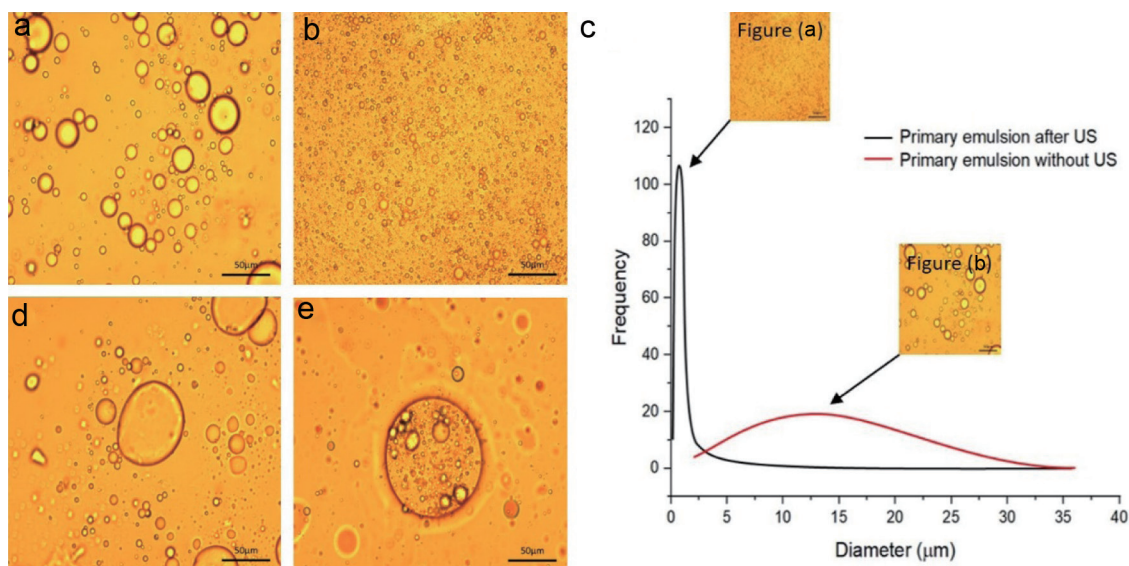 a
b
c
Figure (a)
120
Primary emulsion after US
Primary emulsion without US
100
80
Figure (b)
Frequency
60
40
20
0
0 5 10 15 20 25 30 35 40
Diameter (μm)
50μm
50μm
d
e
50μm
50μm